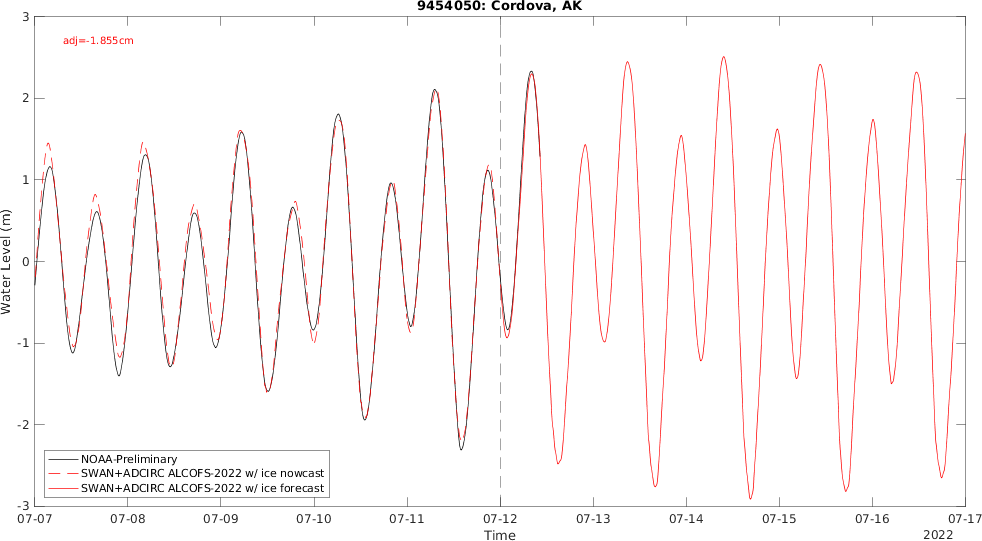 9454050: Cordova, AK
adj=-1.855cm
3
2
1
0
-1
-2
-3
Water Level (m)
NOAA-Preliminary
SWAN+ADCIRC ALCOFS-2022 w/ ice nowcast
SWAN+ADCIRC ALCOFS-2022 w/ ice forecast
07-07 07-08 07-09 07-10 07-11 07-12 07-13 07-14 07-15 07-16 07-17
Time
2022